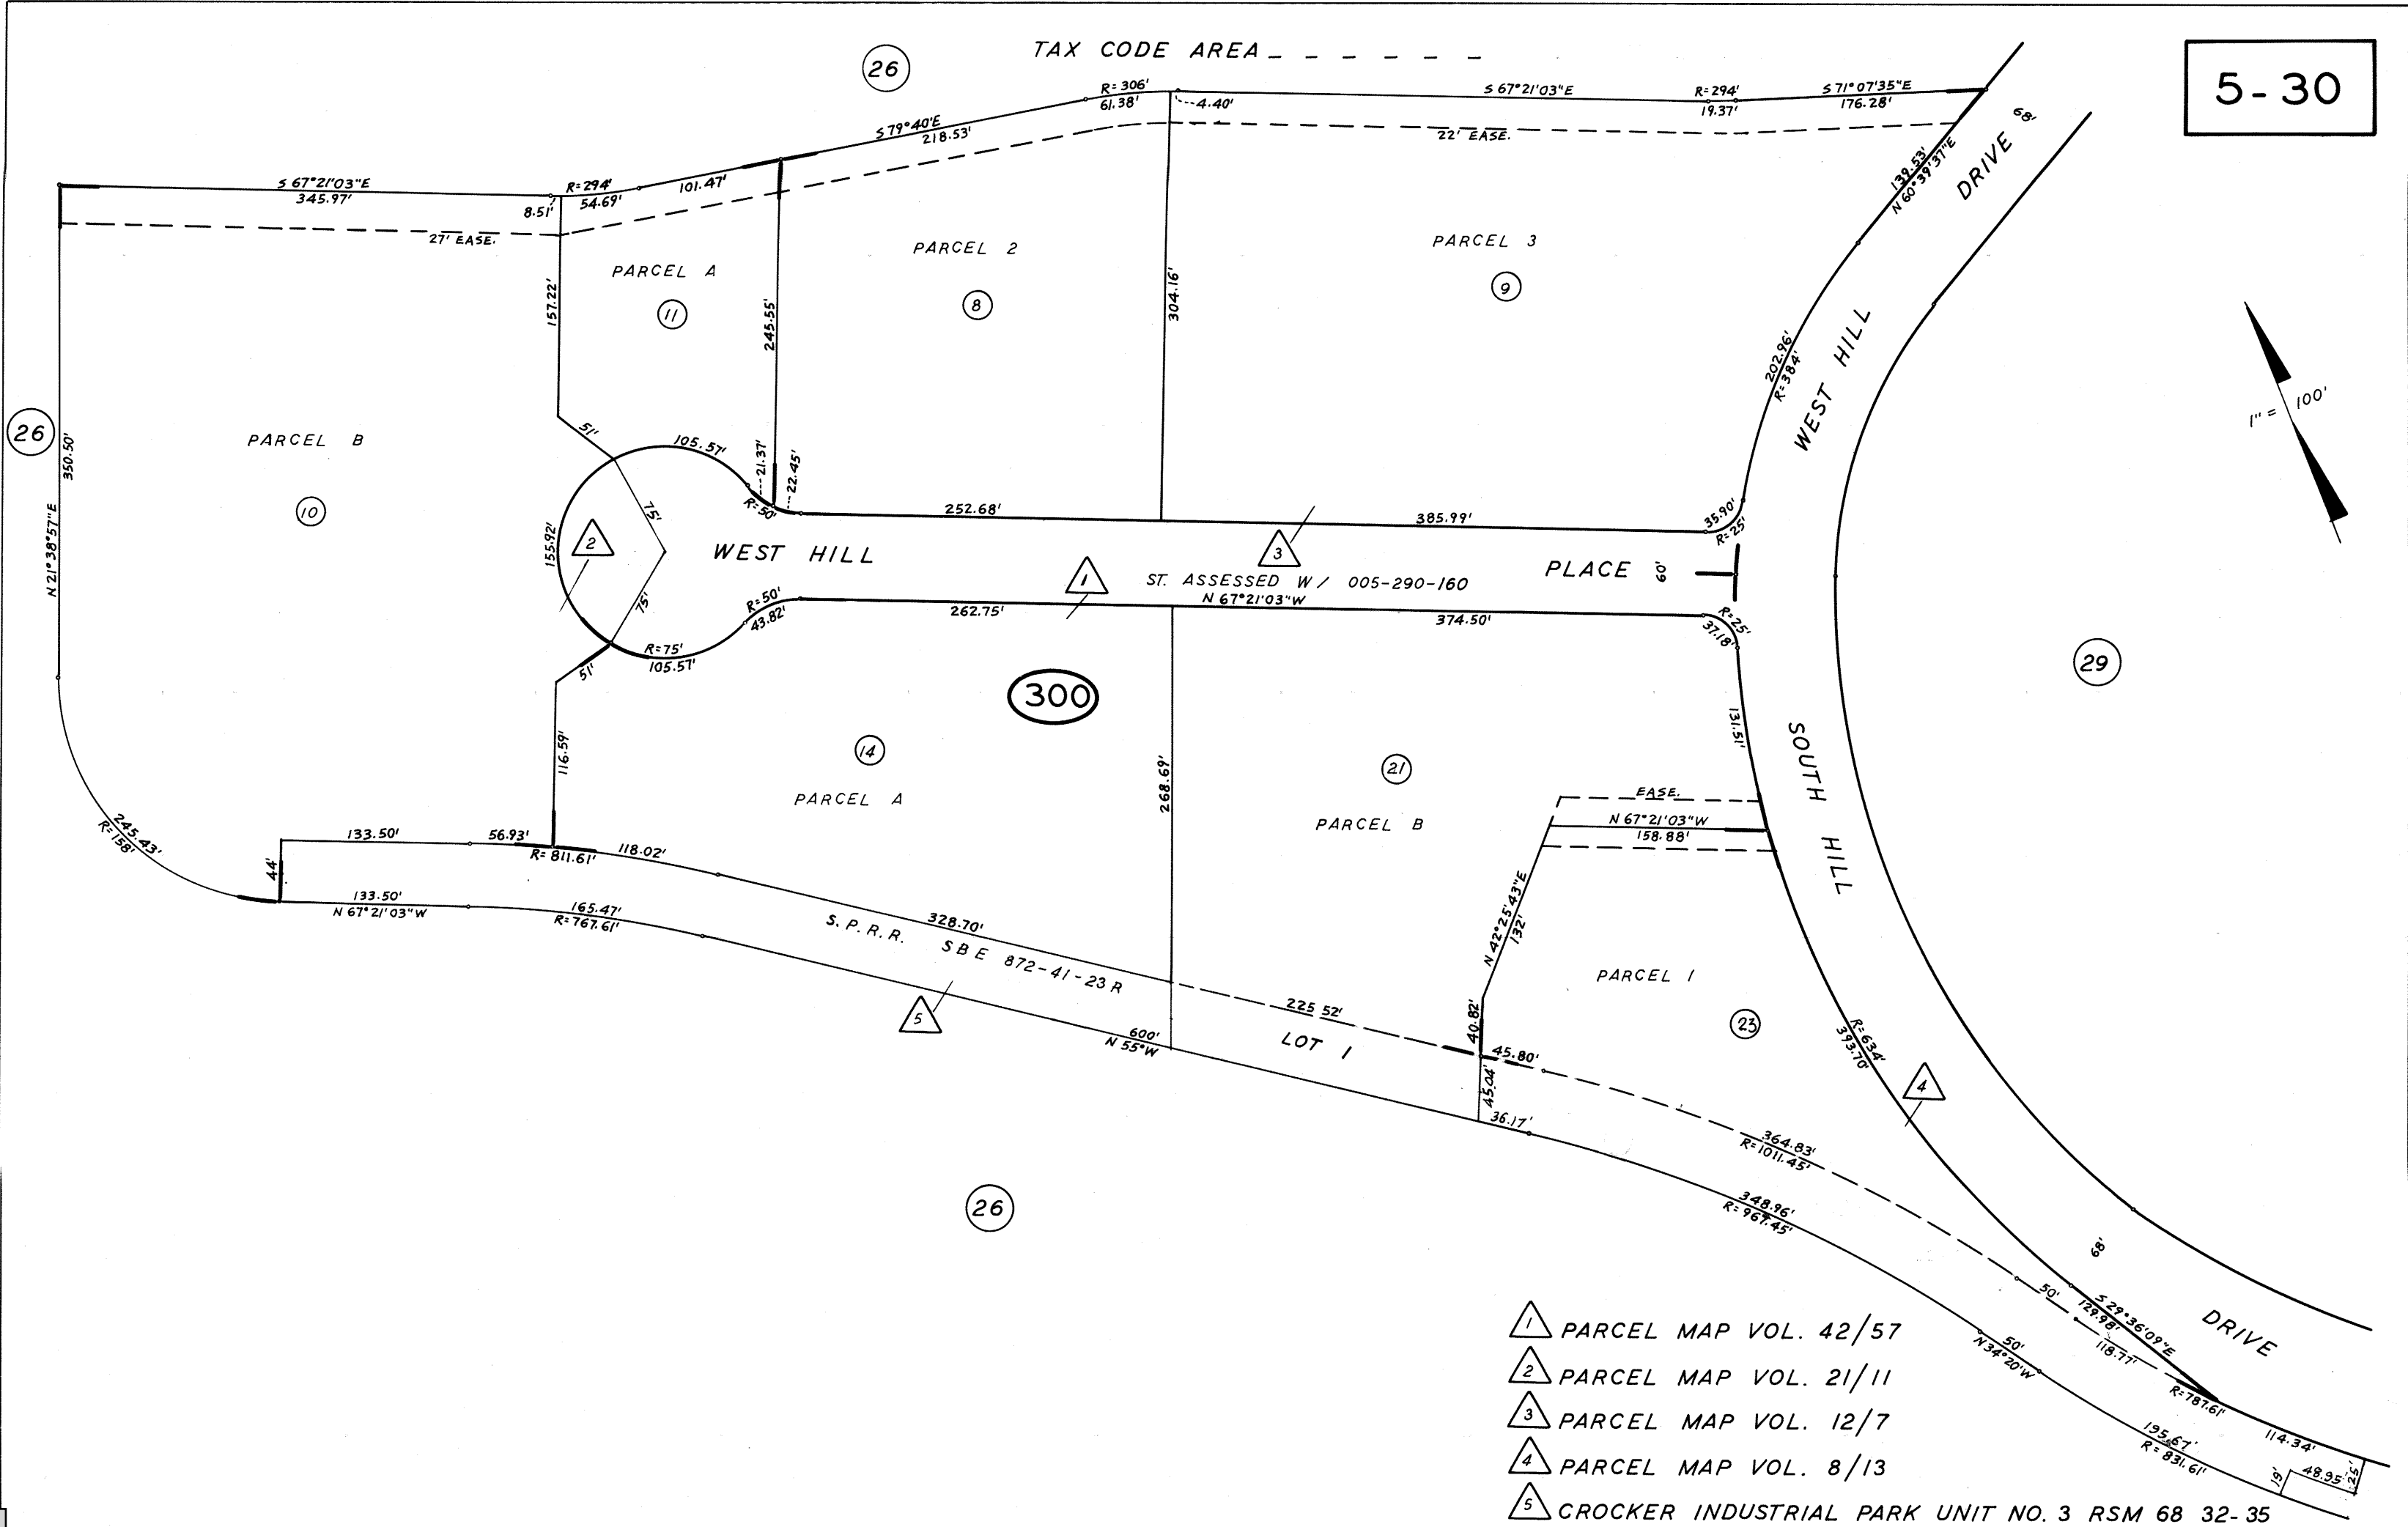 TAX CODE AREA
5-30
26
R=306'
61.38'
4.40'
S 67°21'03"E
R=294'
19.37'
S 71°07'35"E
176.28'
S 79°40'E
218.53'
22' EASE.
68'
S 67°21'03"E
345.97'
8.51'
R=294'
54.69'
101.47'
139.53'
N 60°39'37"E
DRIVE
27' EASE.
PARCEL A
11
PARCEL 2
8
PARCEL 3
9
157.22'
245.55'
304.16'
202.96'
R=384'
WEST HILL
1" = 100'
26
350.50'
N 21°38'57"E
PARCEL B
10
51'
105.57'
21.37'
22.45'
R=50'
75'
155.92'
2
75'
252.68'
385.99'
35.90'
R=25'
WEST HILL
PLACE
60'
3
1
ST. ASSESSED W/ 005-290-160
N 67°21'03"W
R=50'
43.82'
262.75'
374.50'
R=25'
37.18'
R=75'
105.57'
51'
300
29
131.51'
SOUTH HILL
116.59'
14
PARCEL A
268.69'
21
PARCEL B
EASE.
N 67°21'03"W
158.88'
245.43'
R=158'
44'
133.50'
56.93'
R=811.61'
118.02'
133.50'
N 67°21'03"W
165.47'
R=767.61'
328.70'
S.P.R.R. SBE 872-41-23R
5
N 42°25'43"E
132'
PARCEL 1
23
40.82'
225.52'
LOT 1
600'
N 55°W
45.80'
45.04'
36.17'
R=634'
393.70'
4
364.83'
R=1011.45'
348.96'
R=967.45'
26
68'
50'
S 29°36'09"E
129.98'
118.77'
DRIVE
50'
N 34°20'W
R=787.61'
195.67'
R=831.61'
114.34'
19'
48.95'
25'
1 PARCEL MAP VOL. 42/57
2 PARCEL MAP VOL. 21/11
3 PARCEL MAP VOL. 12/7
4 PARCEL MAP VOL. 8/13
5 CROCKER INDUSTRIAL PARK UNIT NO. 3 RSM 68 32-35